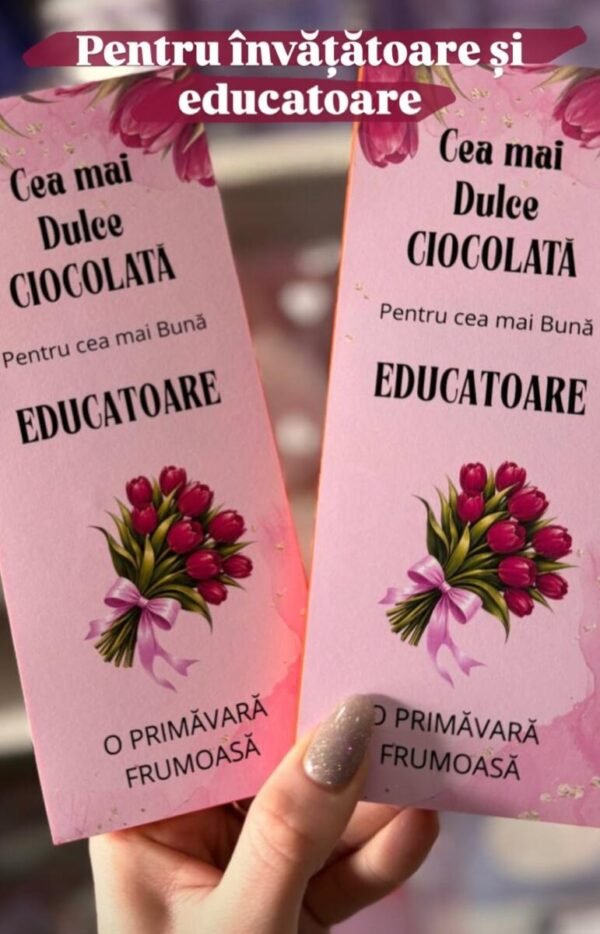 Pentru învățătoare și
educatoare
Cea mai
Dulce
CIOCOLATĂ
Pentru cea mai Bună
EDUCATOARE
O PRIMĂVARĂ
FRUMOASĂ
Cea mai
Dulce
CIOCOLATĂ
Pentru cea mai Bună
EDUCATOARE
O PRIMĂVARĂ
FRUMOASĂ